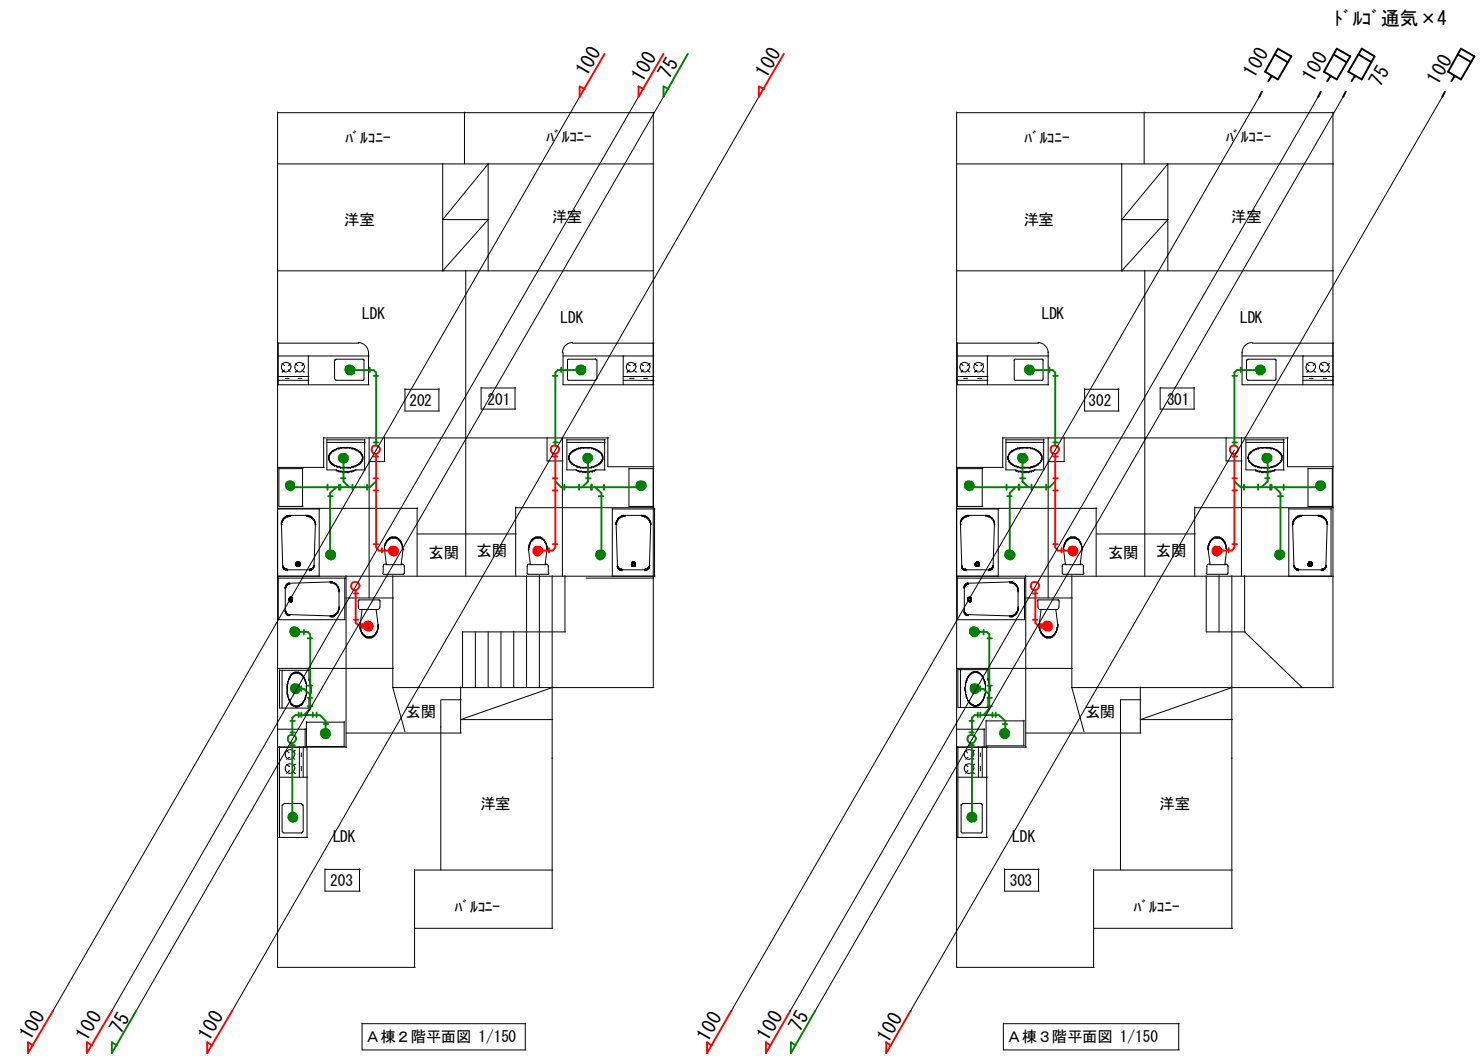 ﾄﾞﾙｺﾞ通気×4
100
100
75
100
100
100
75
100
ﾊﾞﾙｺﾆｰ
ﾊﾞﾙｺﾆｰ
ﾊﾞﾙｺﾆｰ
ﾊﾞﾙｺﾆｰ
洋室
洋室
洋室
洋室
LDK
LDK
LDK
LDK
202
201
302
301
玄関
玄関
玄関
玄関
玄関
玄関
洋室
洋室
LDK
LDK
203
303
ﾊﾞﾙｺﾆｰ
ﾊﾞﾙｺﾆｰ
100
100
75
100
100
100
75
100
A棟2階平面図 1/150
A棟3階平面図 1/150